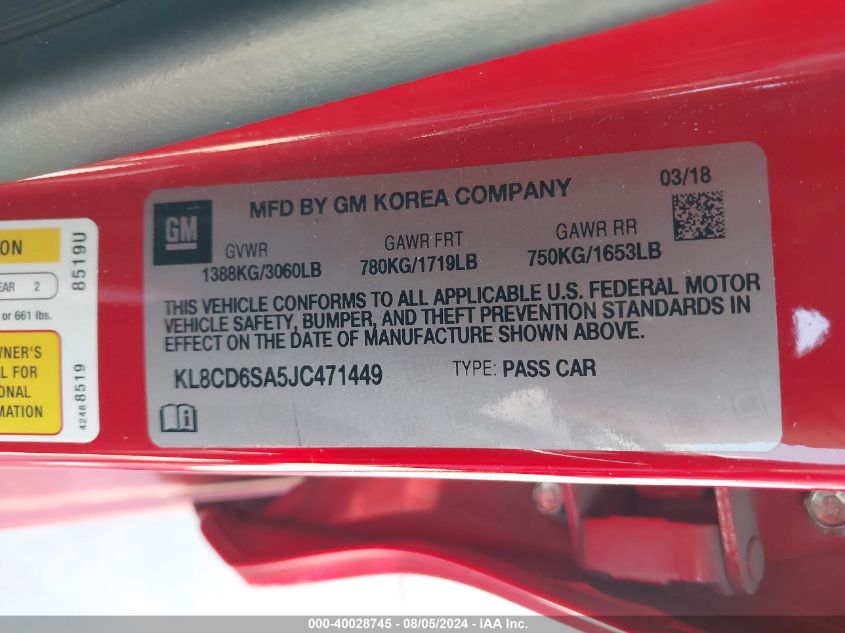 MFD BY GM KOREA COMPANY
03/18
GM
GVWR
1388KG/3060LB
GAWR FRT
780KG/1719LB
GAWR RR
750KG/1653LB
THIS VEHICLE CONFORMS TO ALL APPLICABLE U.S. FEDERAL MOTOR
VEHICLE SAFETY, BUMPER, AND THEFT PREVENTION STANDARDS IN
EFFECT ON THE DATE OF MANUFACTURE SHOWN ABOVE.
KL8CD6SA5JC471449
TYPE: PASS CAR
ON
EAR 2
or 661 lbs.
WNER'S
L FOR
ONAL
MATION
8519U
42488519
000-40028745 - 08/05/2024 - IAA Inc.